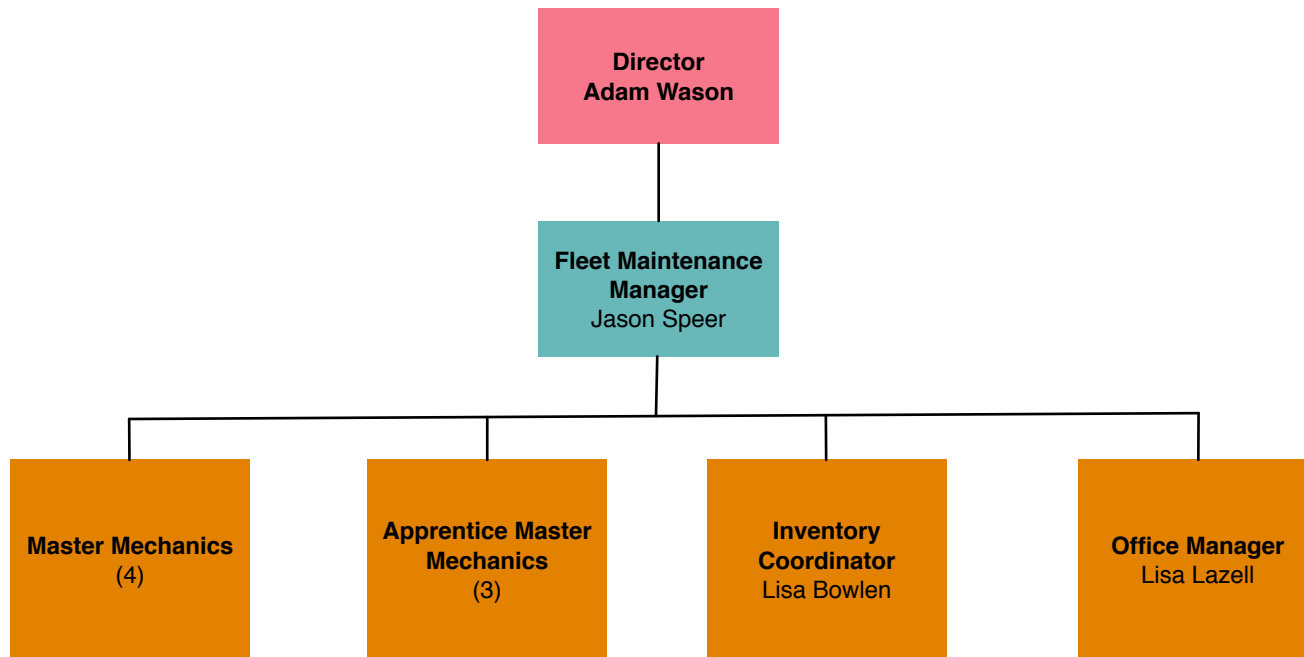 Director
Adam Wason
Fleet Maintenance
Manager
Jason Speer
Master Mechanics
(4)
Apprentice Master
Mechanics
(3)
Inventory
Coordinator
Lisa Bowlen
Office Manager
Lisa Lazell